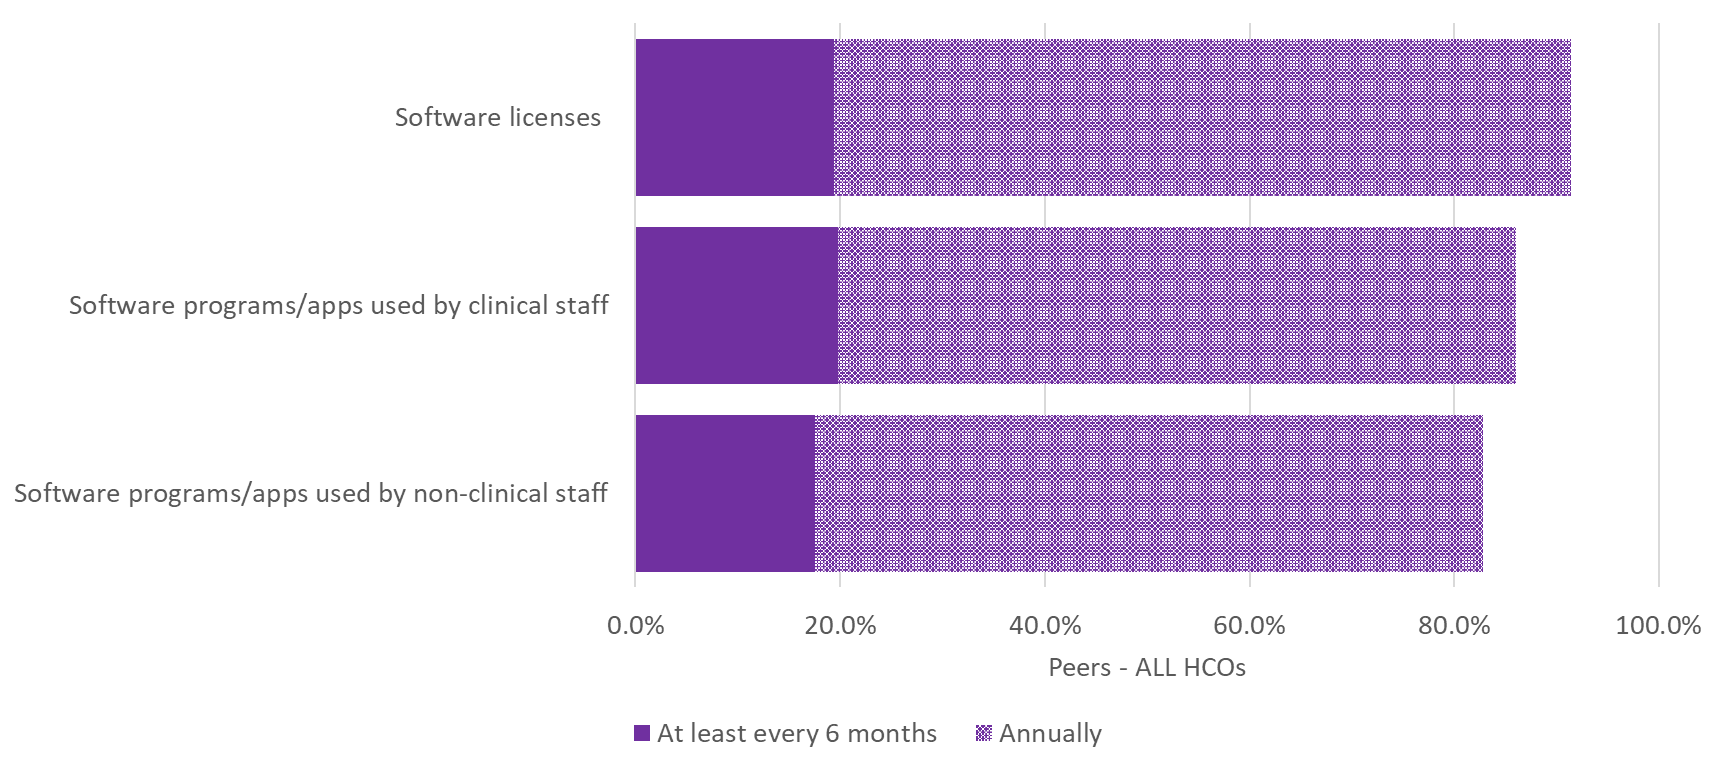 Software licenses
Software programs/apps used by clinical staff
Software programs/apps used by non-clinical staff
0.0% 20.0% 40.0% 60.0% 80.0% 100.0%
Peers - ALL HCOs
At least every 6 months Annually